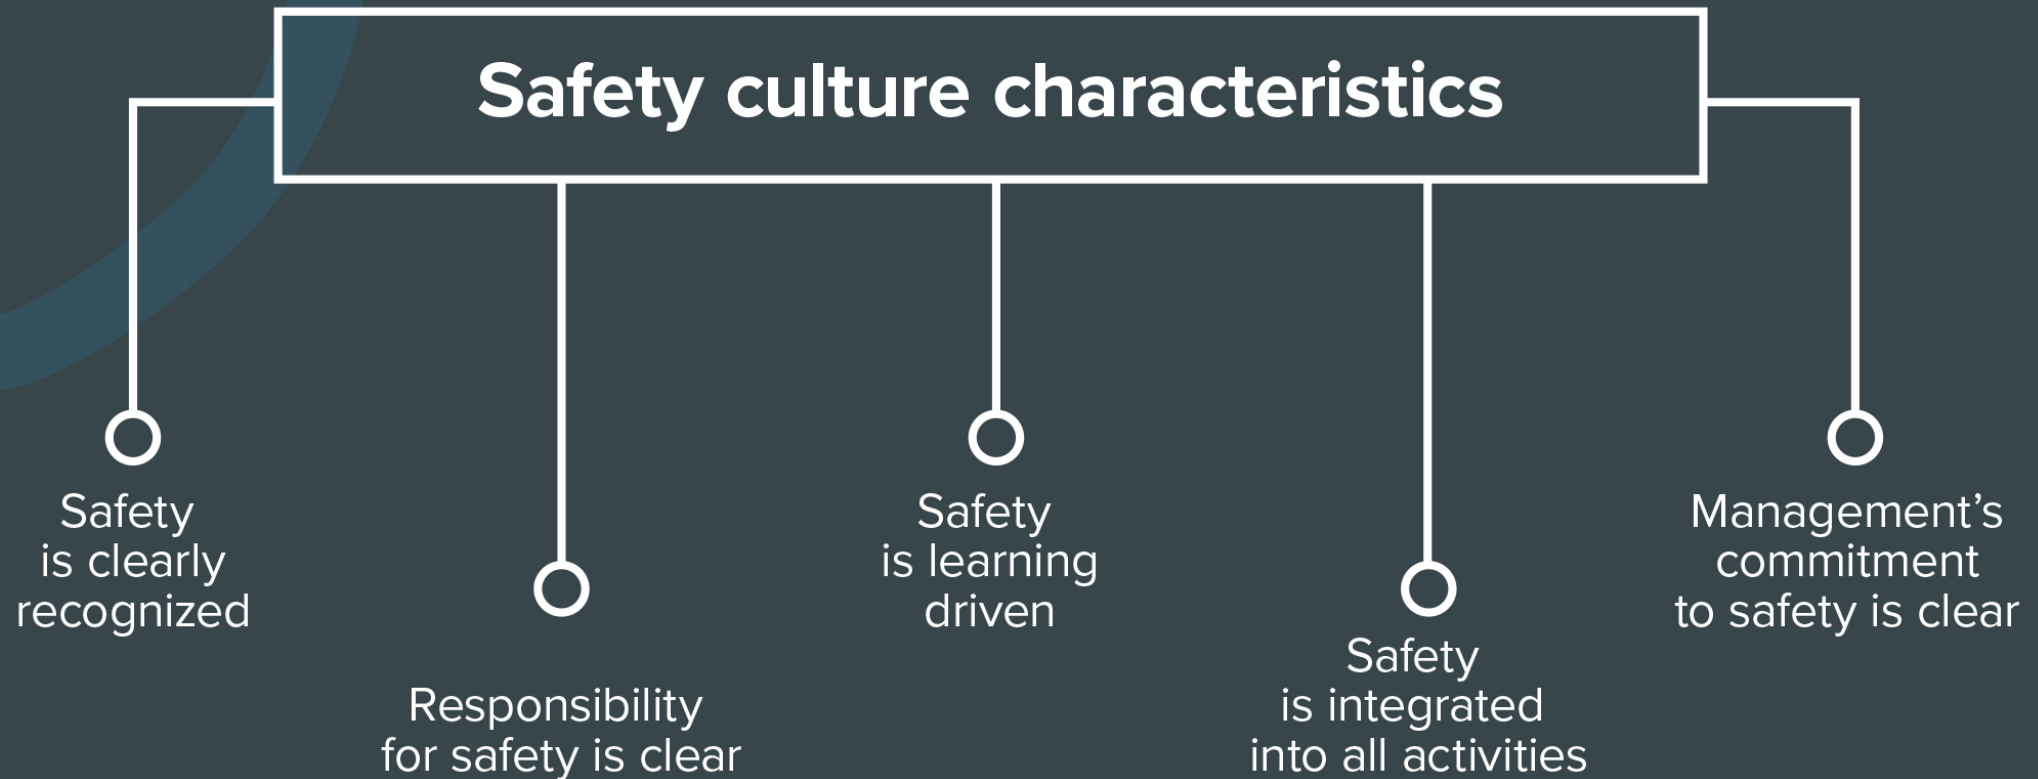 Safety culture characteristics
Safety
is clearly
recognized
Responsibility
for safety is clear
Safety
is learning
driven
Safety
is integrated
into all activities
Management’s
commitment
to safety is clear